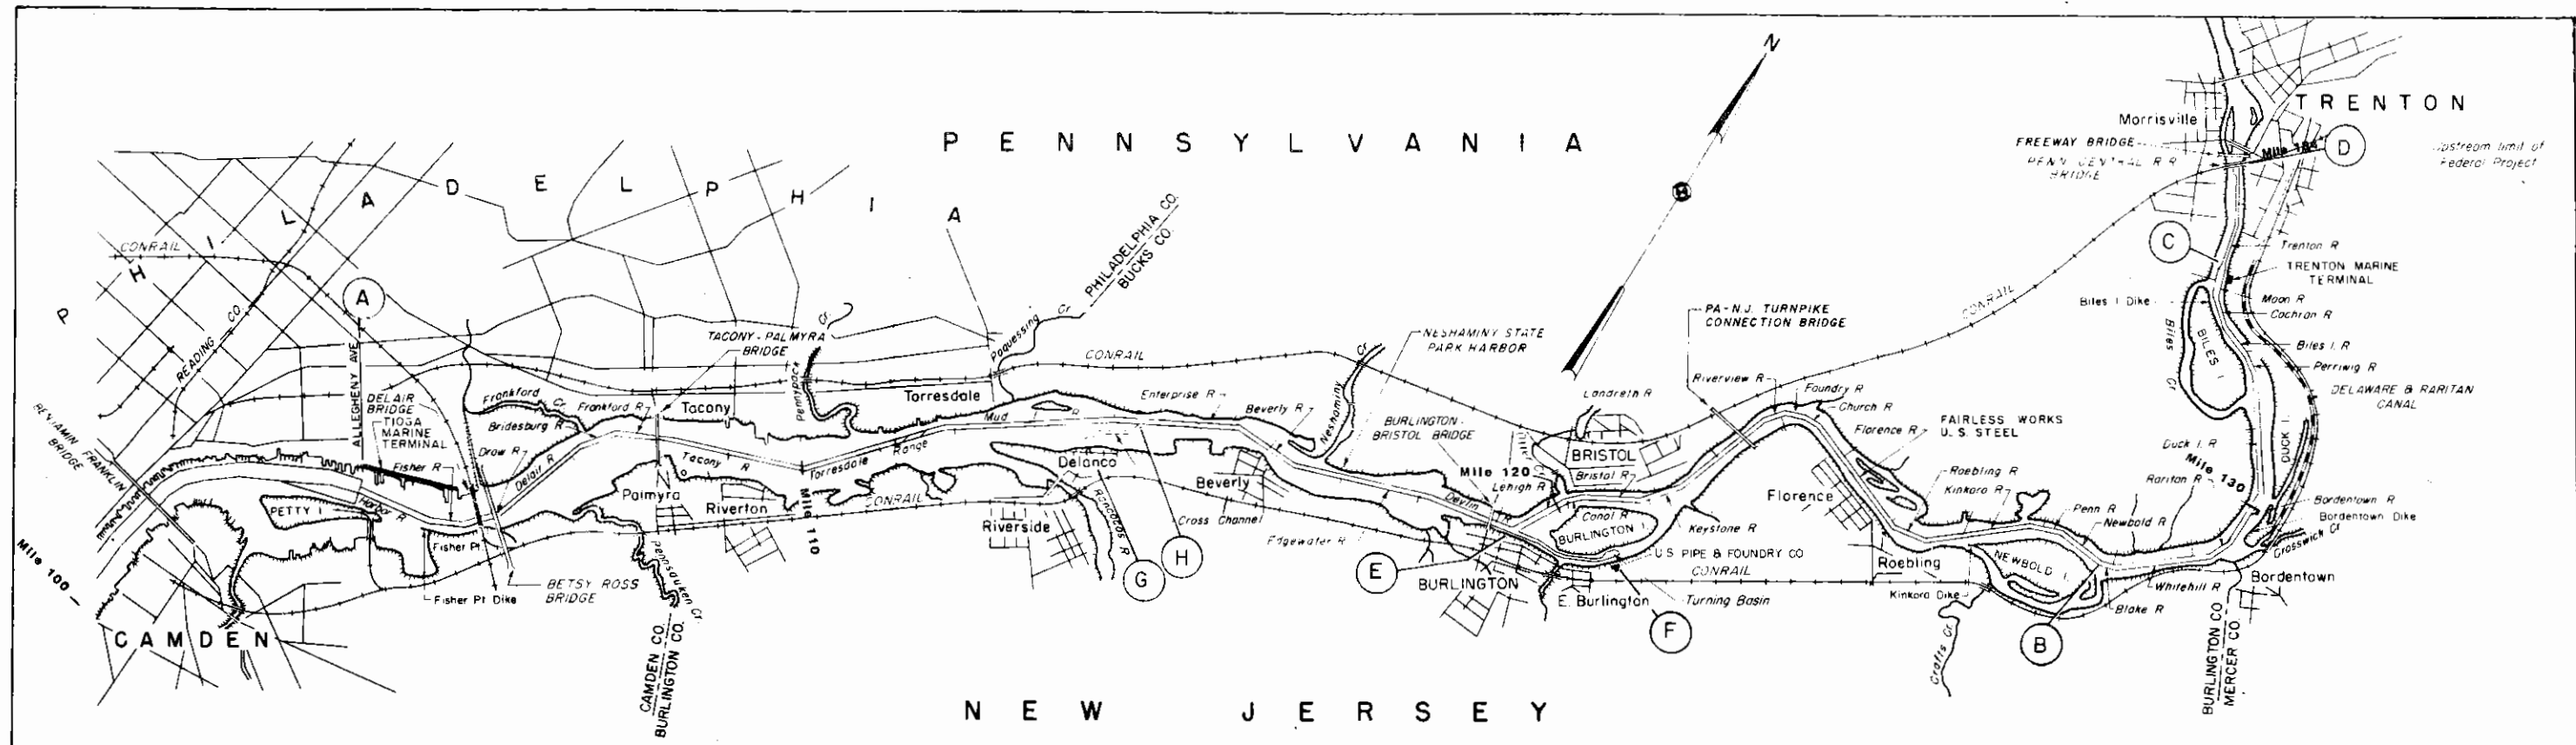 PENNSYLVANIA
NEW JERSEY
PHILADELPHIA
CAMDEN
TRENTON
N
Morrisville
FREEWAY BRIDGE
PENN CENTRAL R R
BRIDGE
Mile 
D
Upstream limit of
Federal Project
C
Trenton R
TRENTON MARINE
TERMINAL
Biles I Dike
Moon R
Cochran R
Biles Cr
BILES I
Biles I. R
Perriwig R
DELAWARE & RARITAN
CANAL
DUCK I.
Duck I. R
Mile 130
Raritan R
Bordentown R
Bordentown Dike
Crosswick Cr
Bordentown
Whitehill R
Blake R
BURLINGTON CO.
MERCER CO.
B
Penn R
Newbold R
NEWBOLD I.
Roebling R
Kinkora R
Kinkora Dike
Crafts Cr
Roebling
FAIRLESS WORKS
U.S. STEEL
Florence R
Church R
Foundry R
Riverview R
Florence
PA-N.J. TURNPIKE
CONNECTION BRIDGE
CONRAIL
Landreth R
BRISTOL
Bristol R
Keystone R
Canal R
BURLINGTON I
U.S PIPE & FOUNDRY CO
CONRAIL
Turning Basin
F
E. Burlington
BURLINGTON
E
Mile 120
Lehigh R
Devlin R
BURLINGTON-
BRISTOL BRIDGE
NESHAMINY STATE
PARK HARBOR
Neshaminy Cr
Edgewater R
Beverly R
Beverly
Enterprise R
Cross Channel
H
G
Rancocas R
Delanco
Riverside
Mud R
CONRAIL
PHILADELPHIA CO.
BUCKS CO.
Poquessing Cr
Torresdale
Torresdale Range
Mile 110
CONRAIL
Pennypack Cr.
TACONY-PALMYRA
BRIDGE
Tacony
Tacony R
Riverton
Palmyra
Pensauken Cr.
CAMDEN CO.
BURLINGTON CO.
Frankford Cr
Frankford R
Bridesburg R
Delair R
Draw R
BETSY ROSS
BRIDGE
Fisher Pt
Fisher Pt Dike
Fisher R
DELAIR
BRIDGE
TIOGA
MARINE
TERMINAL
ALLEGHENY AVE
A
READING CO
CONRAIL
Harbor R
PETTY I
BENJAMIN FRANKLIN
BRIDGE
Mile 100